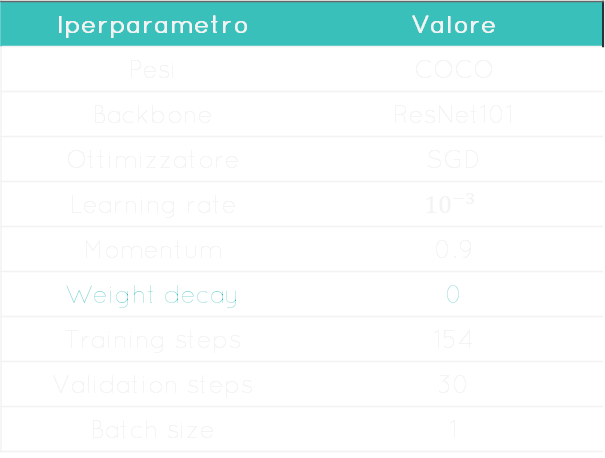 Iperparametro Valore
Pesi COCO
Backbone ResNet101
Ottimizzatore SGD
Learning rate 10⁻³
Momentum 0.9
Weight decay 0
Training steps 154
Validation steps 30
Batch size 1